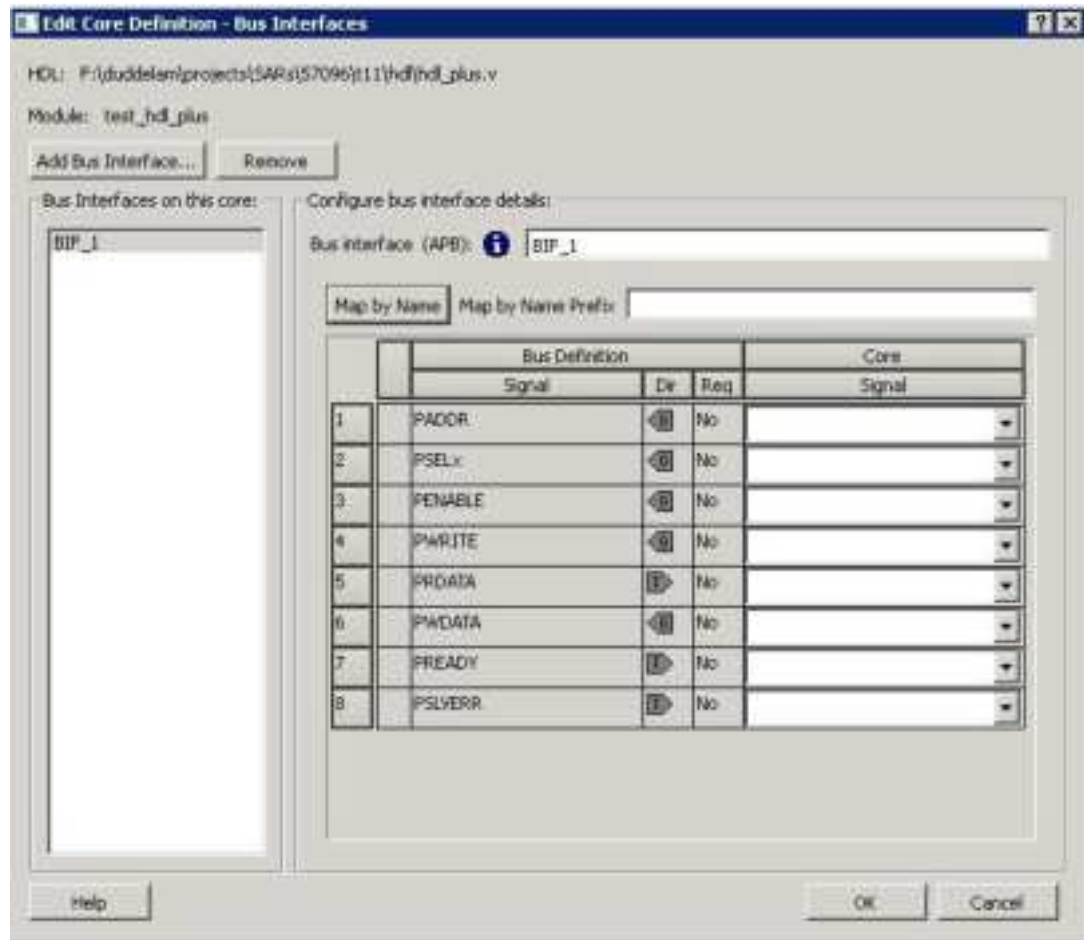 Edit Core Definition - Bus Interfaces
HDL: F:\duddelam\projects\SARs\57096\t11\hdl\hdl_plus.v
Module: test_hdl_plus
Add Bus Interface... Remove
Bus Interfaces on this core:
BIF_1
Configure bus interface details:
Bus interface (APB): BIF_1
Map by Name Map by Name Prefix
Bus Definition Core
Signal Dir Req Signal
1 PADDR No
2 PSELx No
3 PENABLE No
4 PWRITE No
5 PRDATA No
6 PWDATA No
7 PREADY No
8 PSLVERR No
Help OK Cancel